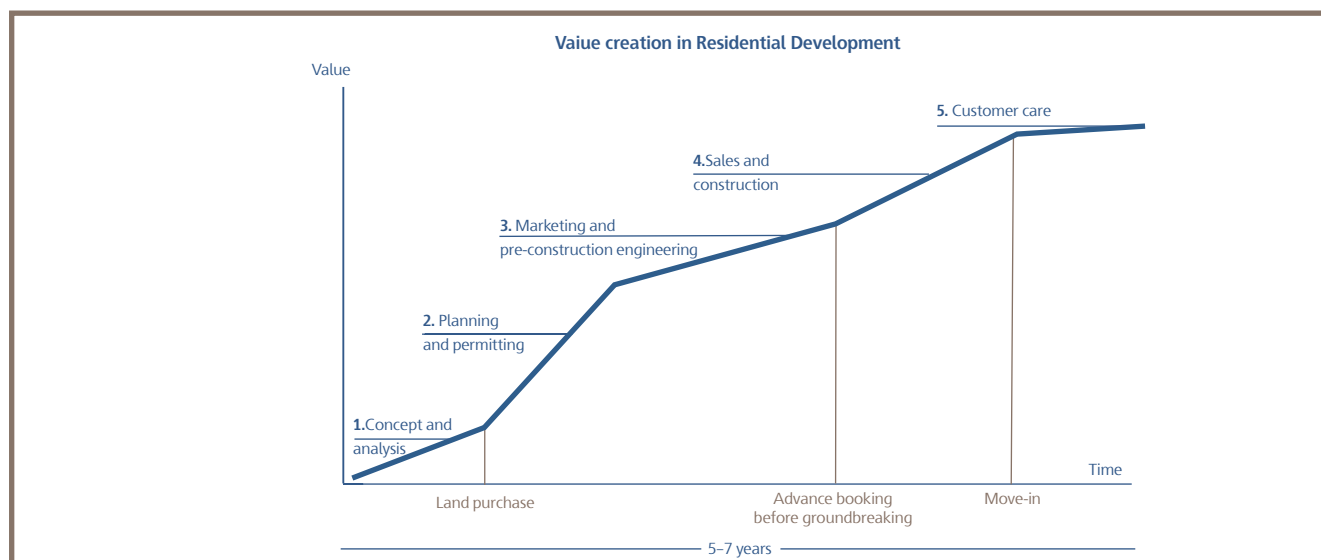 Vaiue creation in Residential Development
Value
5. Customer care
4.Sales and
construction
3. Marketing and
pre-construction engineering
2. Planning
and permitting
1.Concept and
analysis
Time
Land purchase
Advance booking
before groundbreaking
Move-in
5–7 years